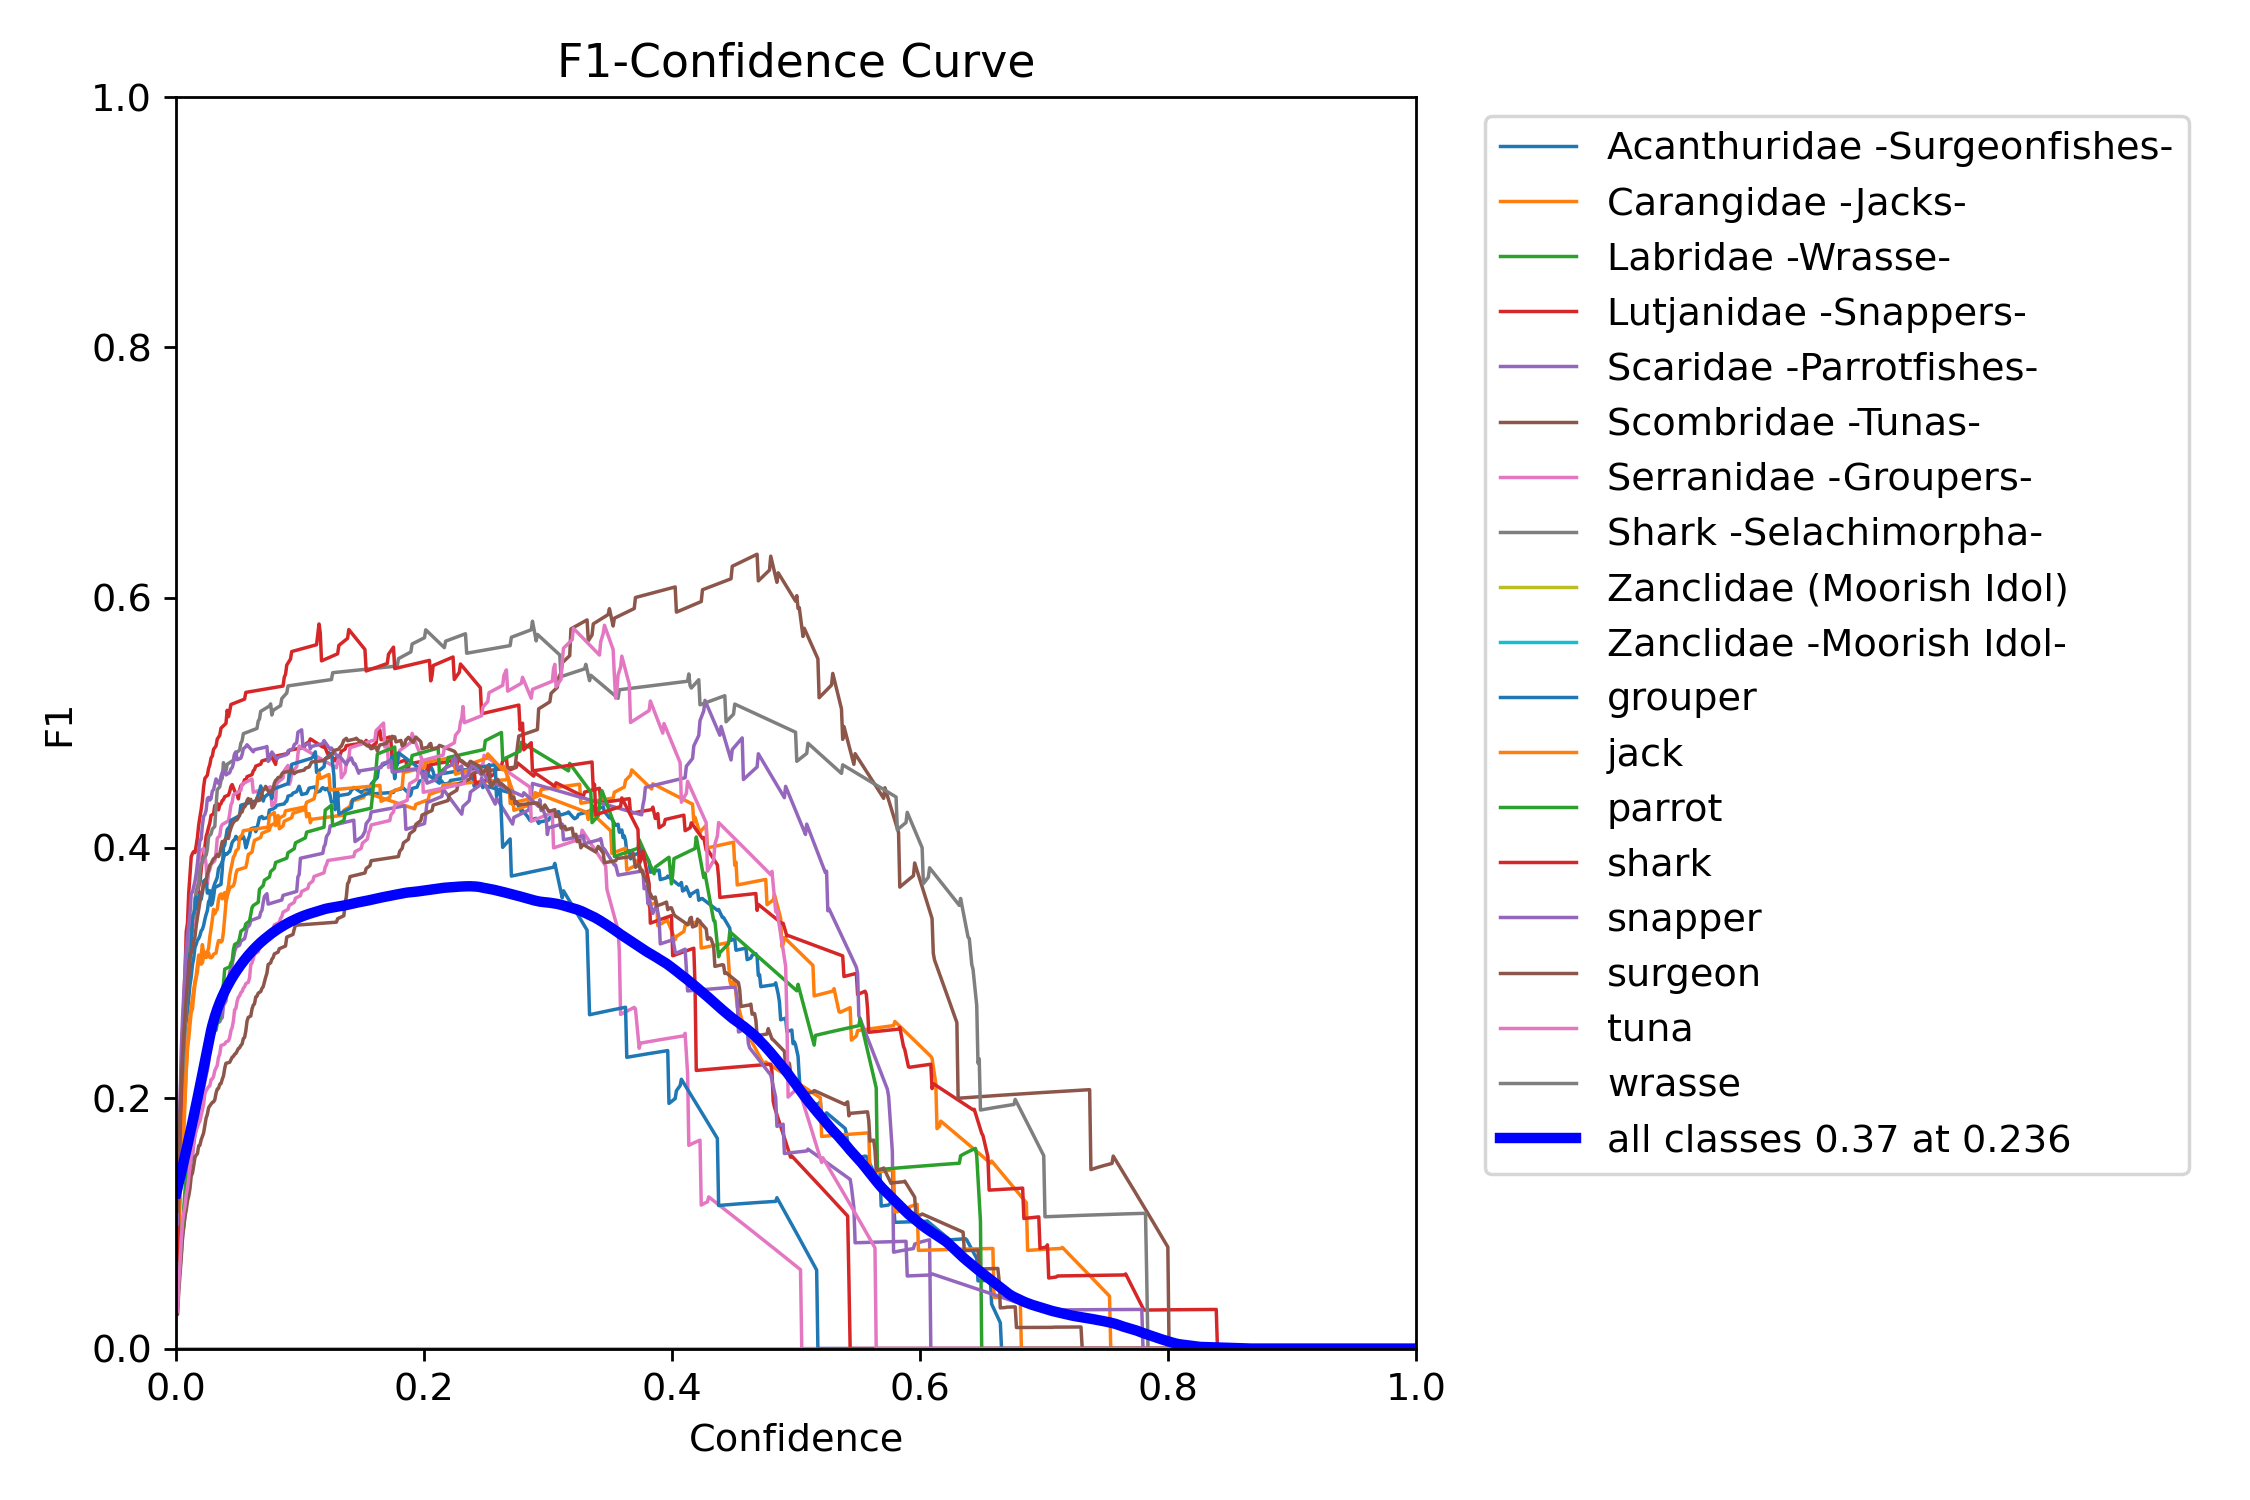 F1-Confidence Curve
1.0
0.8
0.6
0.4
0.2
0.0
F1
0.0 0.2 0.4 0.6 0.8 1.0
Confidence
Acanthuridae -Surgeonfishes-
Carangidae -Jacks-
Labridae -Wrasse-
Lutjanidae -Snappers-
Scaridae -Parrotfishes-
Scombridae -Tunas-
Serranidae -Groupers-
Shark -Selachimorpha-
Zanclidae (Moorish Idol)
Zanclidae -Moorish Idol-
grouper
jack
parrot
shark
snapper
surgeon
tuna
wrasse
all classes 0.37 at 0.236